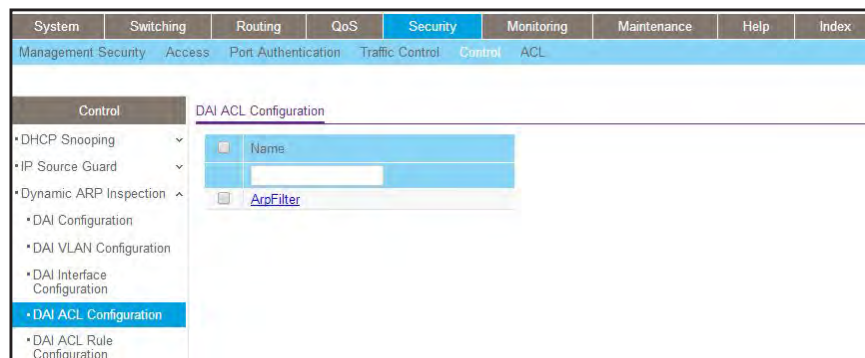 System Switching Routing QoS Security Monitoring Maintenance Help Index
Management Security Access Port Authentication Traffic Control Control ACL
Control
DHCP Snooping
IP Source Guard
Dynamic ARP Inspection
DAI Configuration
DAI VLAN Configuration
DAI Interface
Configuration
DAI ACL Configuration
DAI ACL Rule
Configuration
DAI ACL Configuration
Name
ArpFilter